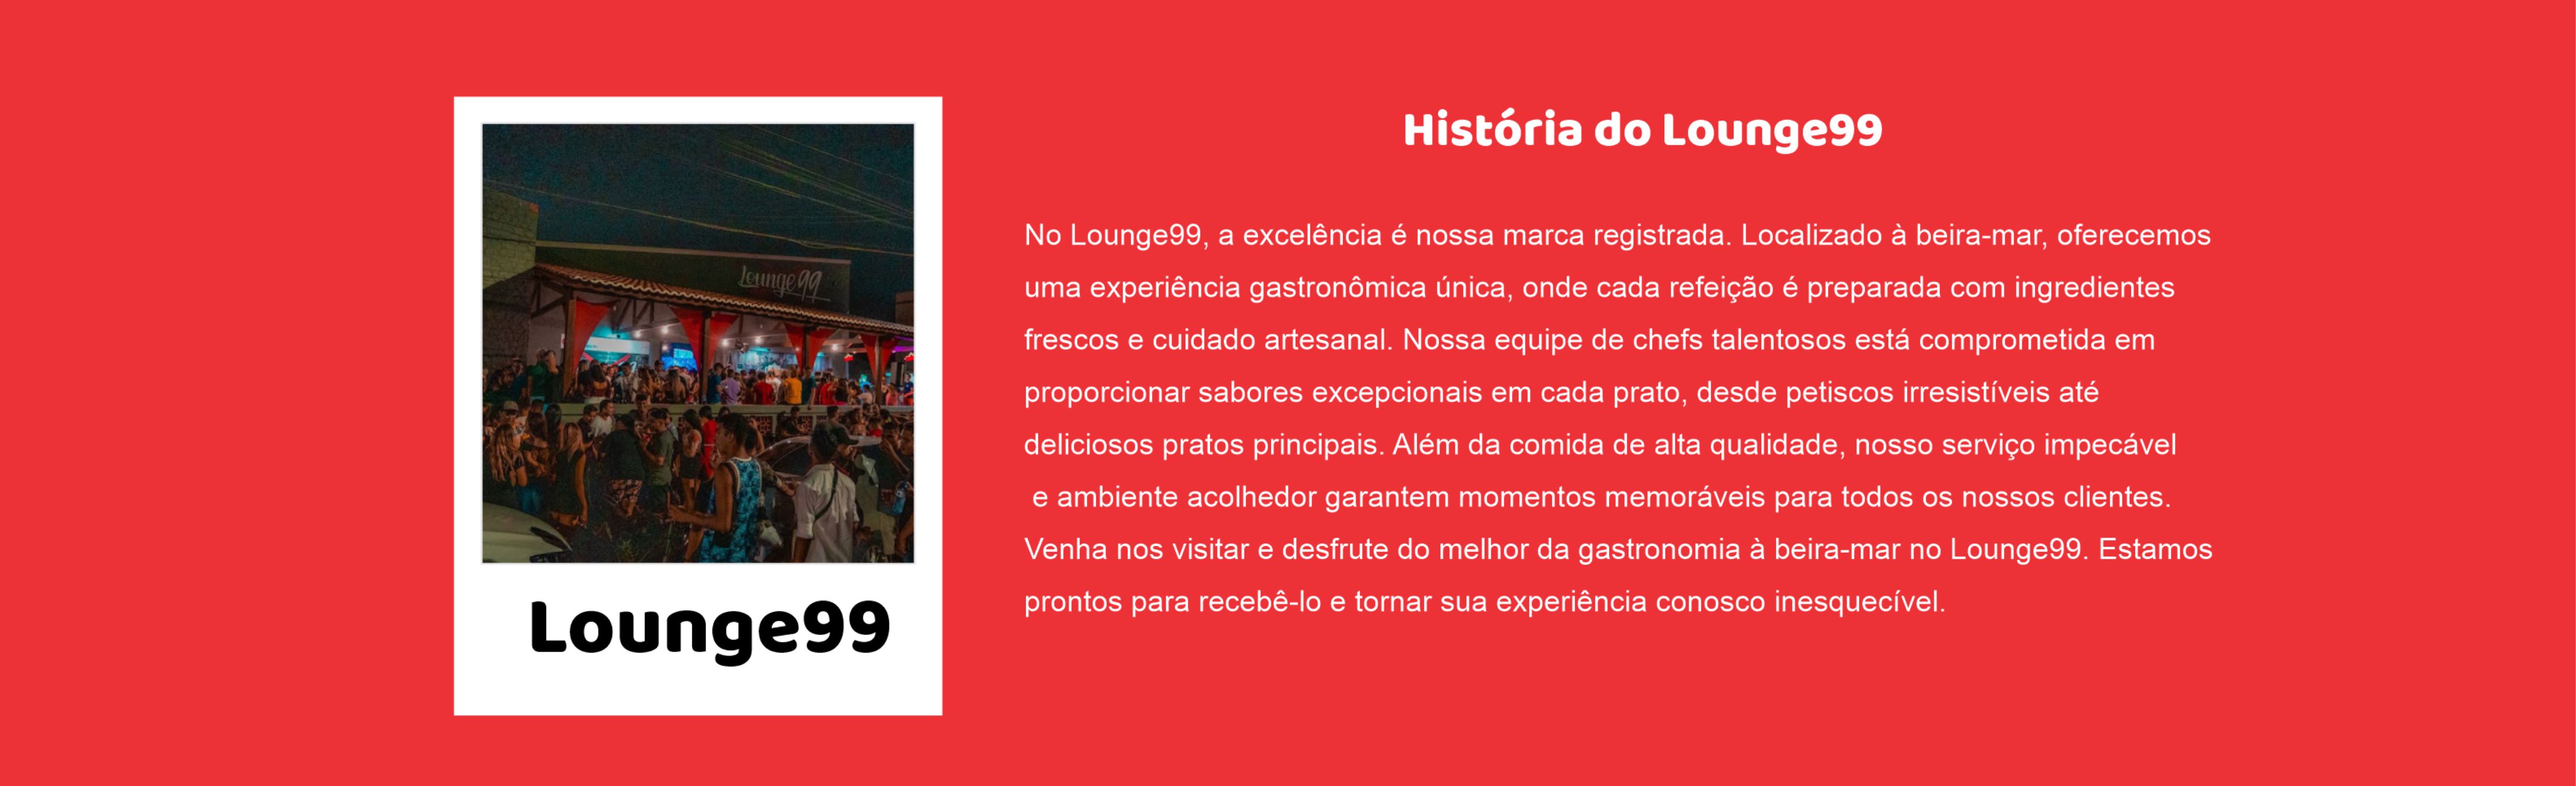 História do Lounge99
Lounge99
No Lounge99, a excelência é nossa marca registrada. Localizado à beira-mar, oferecemos
uma experiência gastronômica única, onde cada refeição é preparada com ingredientes
frescos e cuidado artesanal. Nossa equipe de chefs talentosos está comprometida em
proporcionar sabores excepcionais em cada prato, desde petiscos irresistíveis até
deliciosos pratos principais. Além da comida de alta qualidade, nosso serviço impecável
e ambiente acolhedor garantem momentos memoráveis para todos os nossos clientes.
Venha nos visitar e desfrute do melhor da gastronomia à beira-mar no Lounge99. Estamos
prontos para recebê-lo e tornar sua experiência conosco inesquecível.
Lounge99